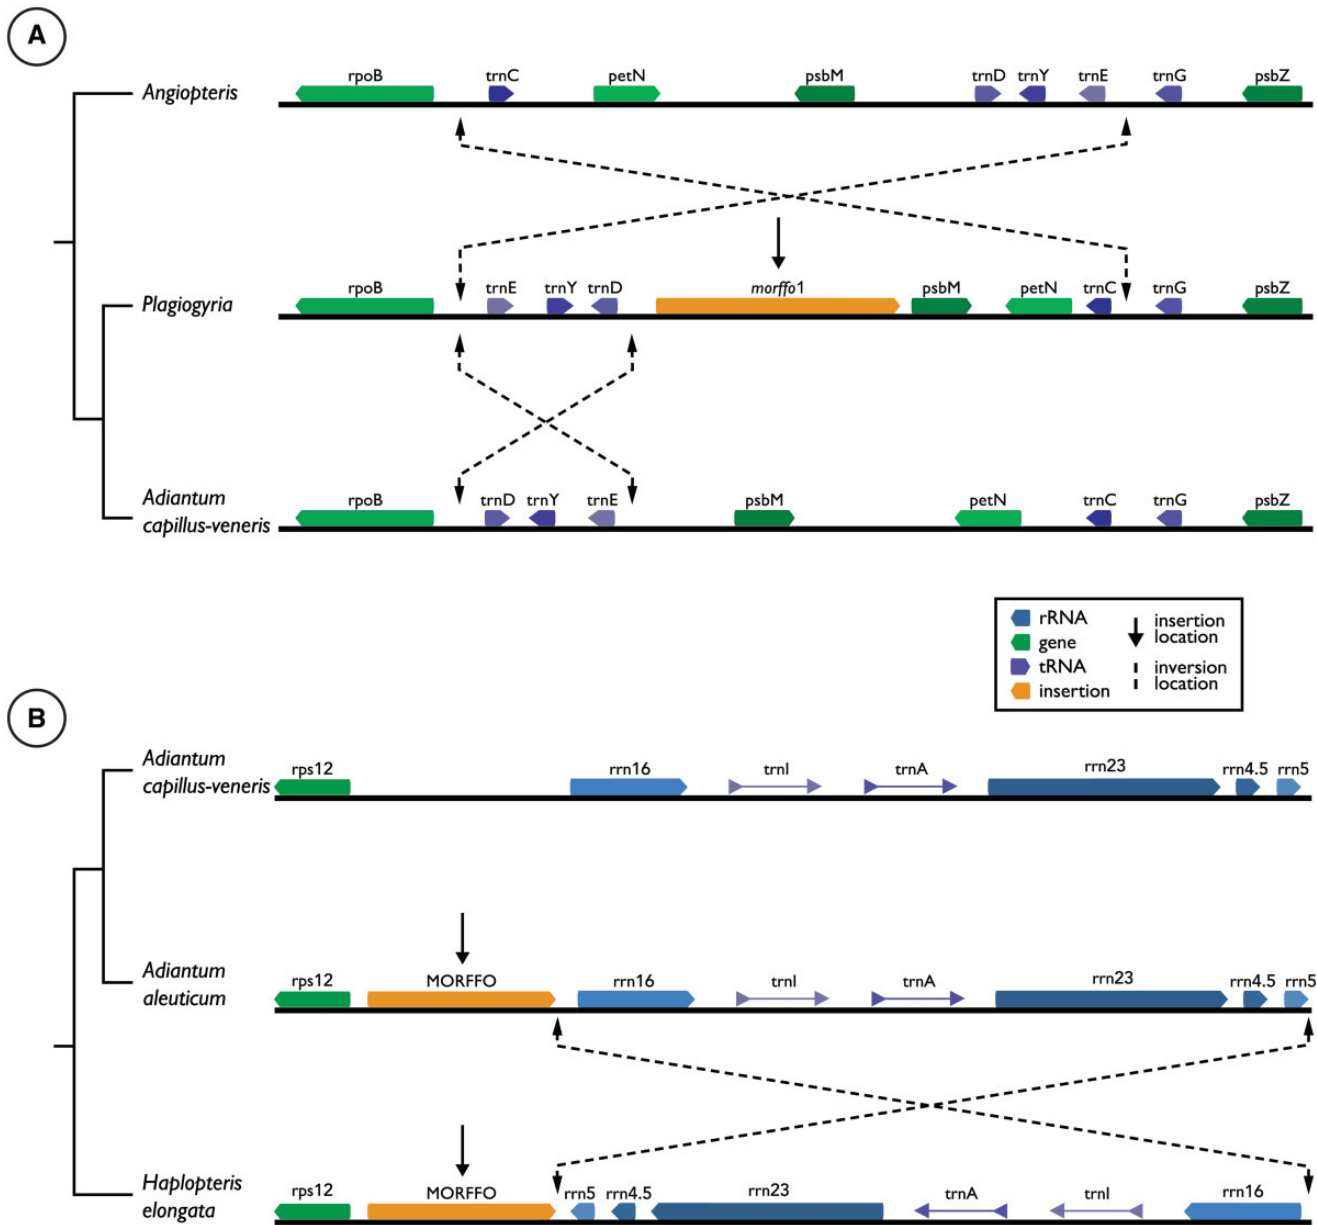 A
rpoB trnC petN psbM trnD trnY trnE trnG psbZ
Angiopteris
rpoB trnE trnY trnD morffo1 psbM petN trnC trnG psbZ
Plagiogyria
Adiantum
capillus-veneris
rpoB trnD trnY trnE psbM petN trnC trnG psbZ
rRNA
gene
tRNA
insertion
insertion
location
inversion
location
B
Adiantum
capillus-veneris
rps12 rrn16 trnI trnA rrn23 rrn4.5 rrn5
Adiantum
aleuticum
rps12 MORFFO rrn16 trnI trnA rrn23 rrn4.5 rrn5
Haplopteris
elongata
rps12 MORFFO rrn5 rrn4.5 rrn23 trnA trnI rrn16